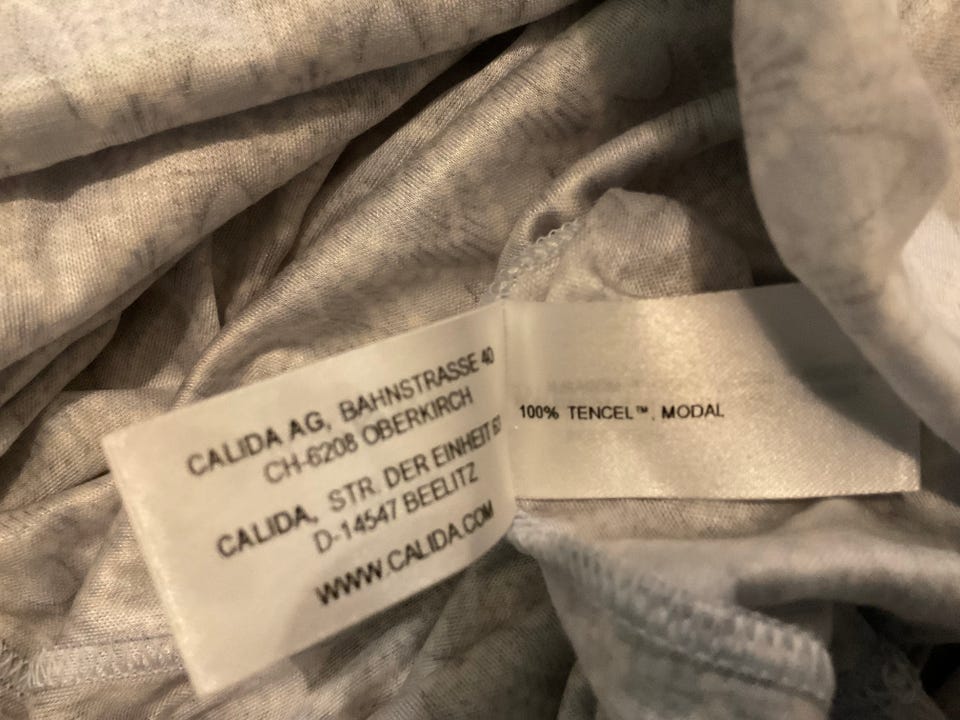 CALIDA AG, BAHNSTRASSE 40
CH-6208 OBERKIRCH
CALIDA, STR. DER EINHEIT
D-14547 BEELITZ
WWW.CALIDA.COM
100% TENCEL™. MODAL